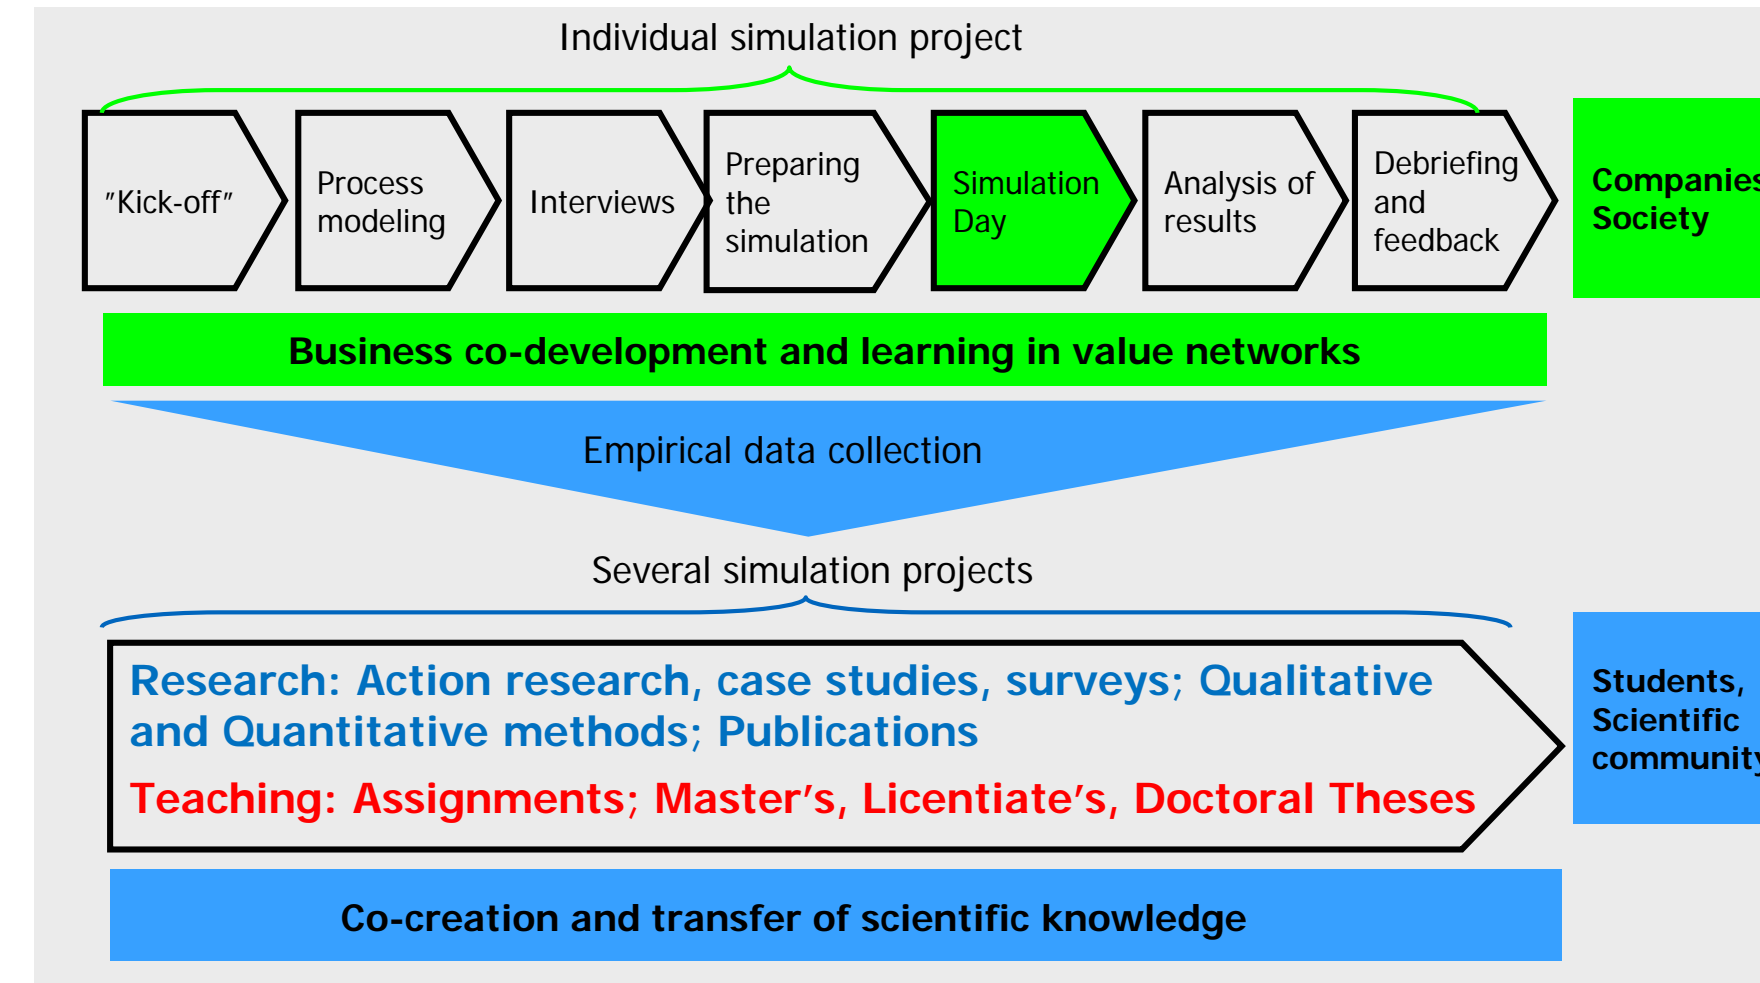 Individual simulation project
"Kick-off"
Process
modeling
Interviews
Preparing
the
simulation
Simulation
Day
Analysis of
results
Debriefing
and
feedback
Companies
Society
Business co-development and learning in value networks
Empirical data collection
Several simulation projects
Research: Action research, case studies, surveys; Qualitative
and Quantitative methods; Publications
Teaching: Assignments; Master’s, Licentiate’s, Doctoral Theses
Students,
Scientific
community
Co-creation and transfer of scientific knowledge